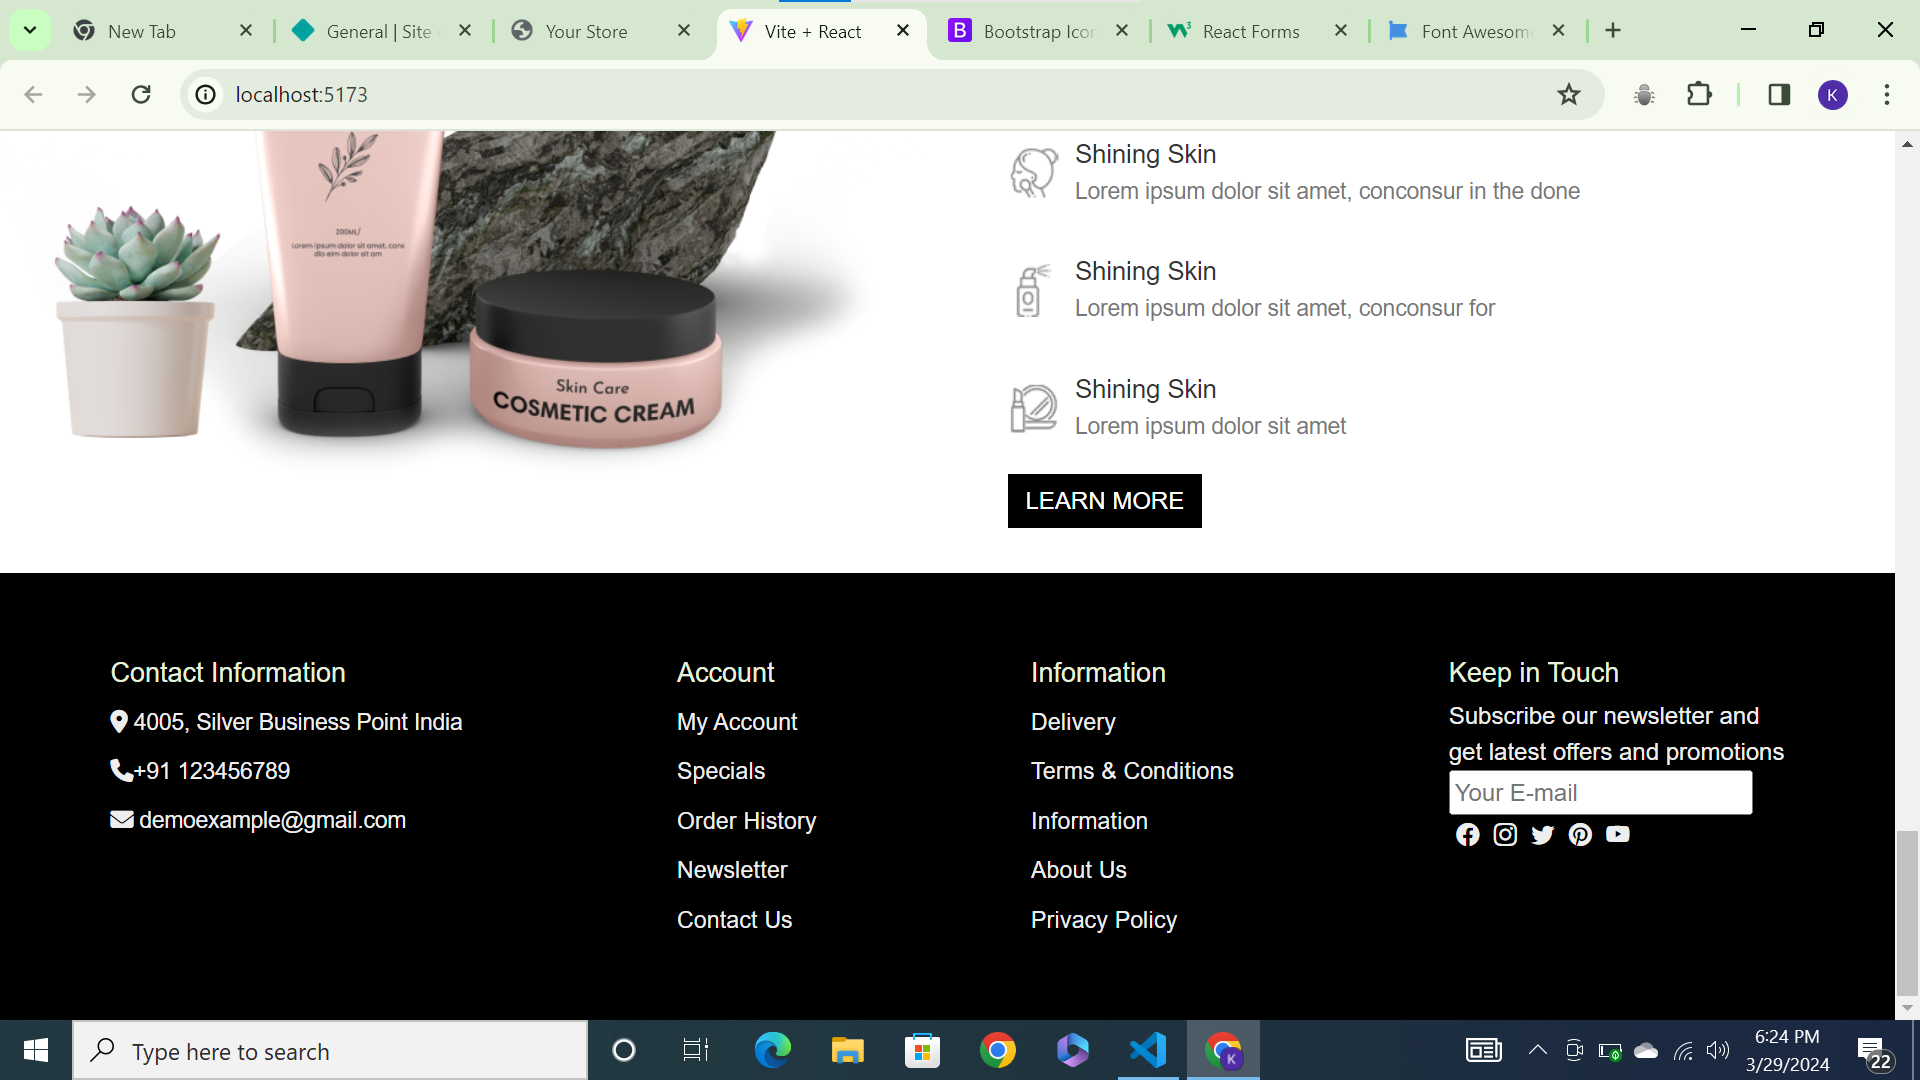 New Tab
General | Site
Your Store
Vite + React
Bootstrap Icon
React Forms
Font Awesom
localhost:5173
K
200ML/
Lorem ipsum dolor sit amet, cons
dio eim dolor sit am
Skin Care
COSMETIC CREAM
Shining Skin
Lorem ipsum dolor sit amet, conconsur in the done
Shining Skin
Lorem ipsum dolor sit amet, conconsur for
Shining Skin
Lorem ipsum dolor sit amet
LEARN MORE
Contact Information
4005, Silver Business Point India
+91 123456789
demoexample@gmail.com
Account
My Account
Specials
Order History
Newsletter
Contact Us
Information
Delivery
Terms & Conditions
Information
About Us
Privacy Policy
Keep in Touch
Subscribe our newsletter and
get latest offers and promotions
Your E-mail
Type here to search
K
6:24 PM
3/29/2024
22